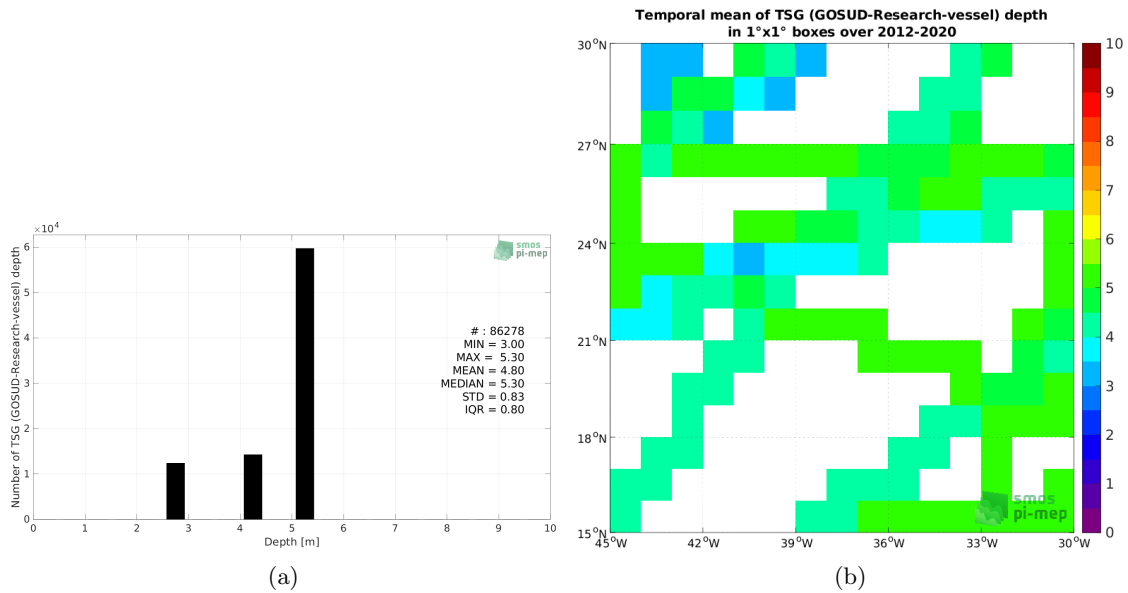 Temporal mean of TSG (GOSUD-Research-vessel) depth
in 1°x1° boxes over 2012-2020
×10⁴
Number of TSG (GOSUD-Research-vessel) depth
6
5
4
3
2
1
0
0 1 2 3 4 5 6 7 8 9 10
Depth [m]
smos
pi-mep
# : 86278
MIN = 3.00
MAX = 5.30
MEAN = 4.80
MEDIAN = 5.30
STD = 0.83
IQR = 0.80
(a)
30°N
27°N
24°N
21°N
18°N
15°N
45°W 42°W 39°W 36°W 33°W 30°W
smos
pi-mep
10
9
8
7
6
5
4
3
2
1
0
(b)